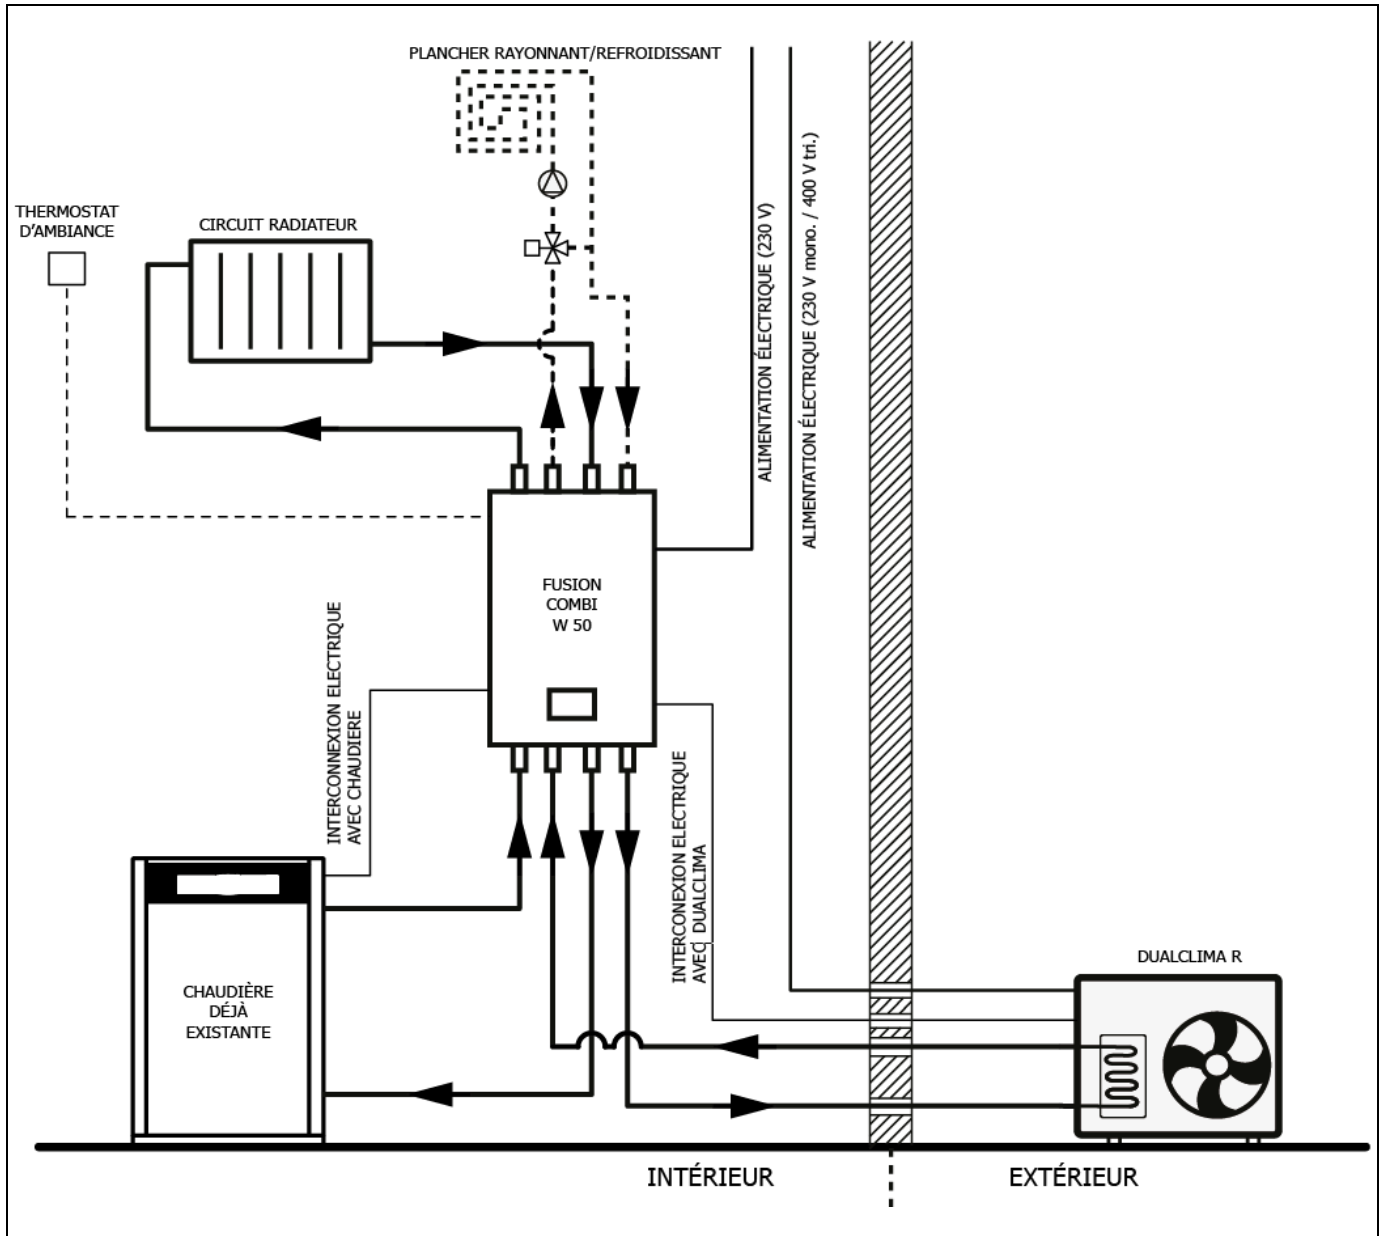 PLANCHER RAYONNANT/REFROIDISSANT
THERMOSTAT
D'AMBIANCE
CIRCUIT RADIATEUR
ALIMENTATION ÉLECTRIQUE (230 V)
ALIMENTATION ÉLECTRIQUE (230 V mono. / 400 V tri.)
FUSION
COMBI
W 50
INTERCONNEXION ELECTRIQUE
AVEC CHAUDIERE
INTERCONEXION ELECTRIQUE
AVEC DUALCLIMA
DUALCLIMA R
CHAUDIÈRE
DÉJÀ
EXISTANTE
INTÉRIEUR
EXTÉRIEUR